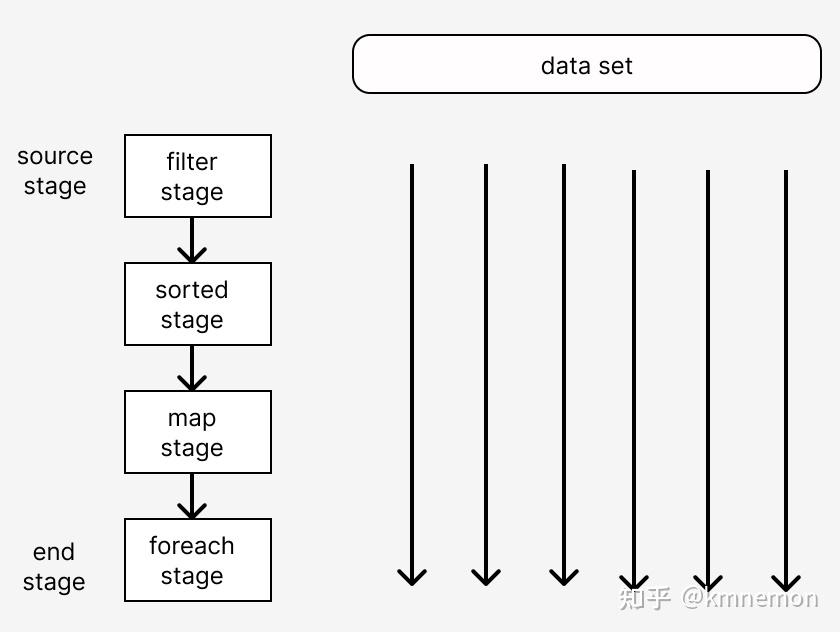 data set
source
stage
filter
stage
sorted
stage
map
stage
end
stage
foreach
stage
知乎 @kmnemon